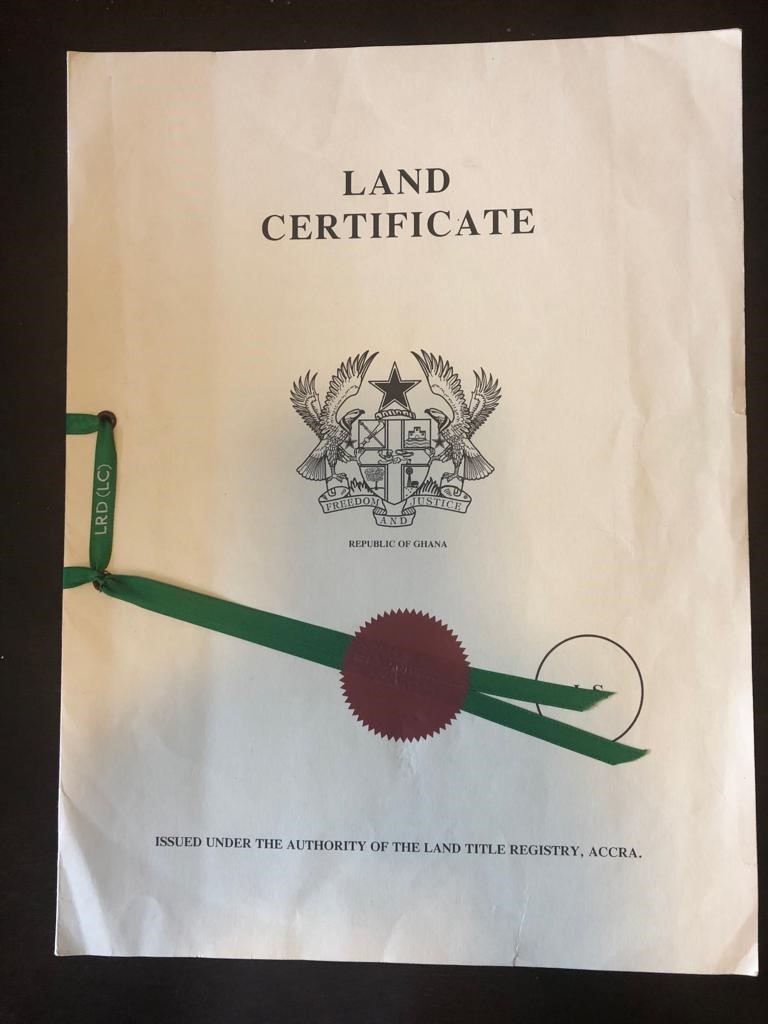 LAND
CERTIFICATE
FREEDOM AND JUSTICE
REPUBLIC OF GHANA
LRD (LC)
ISSUED UNDER THE AUTHORITY OF THE LAND TITLE REGISTRY, ACCRA.